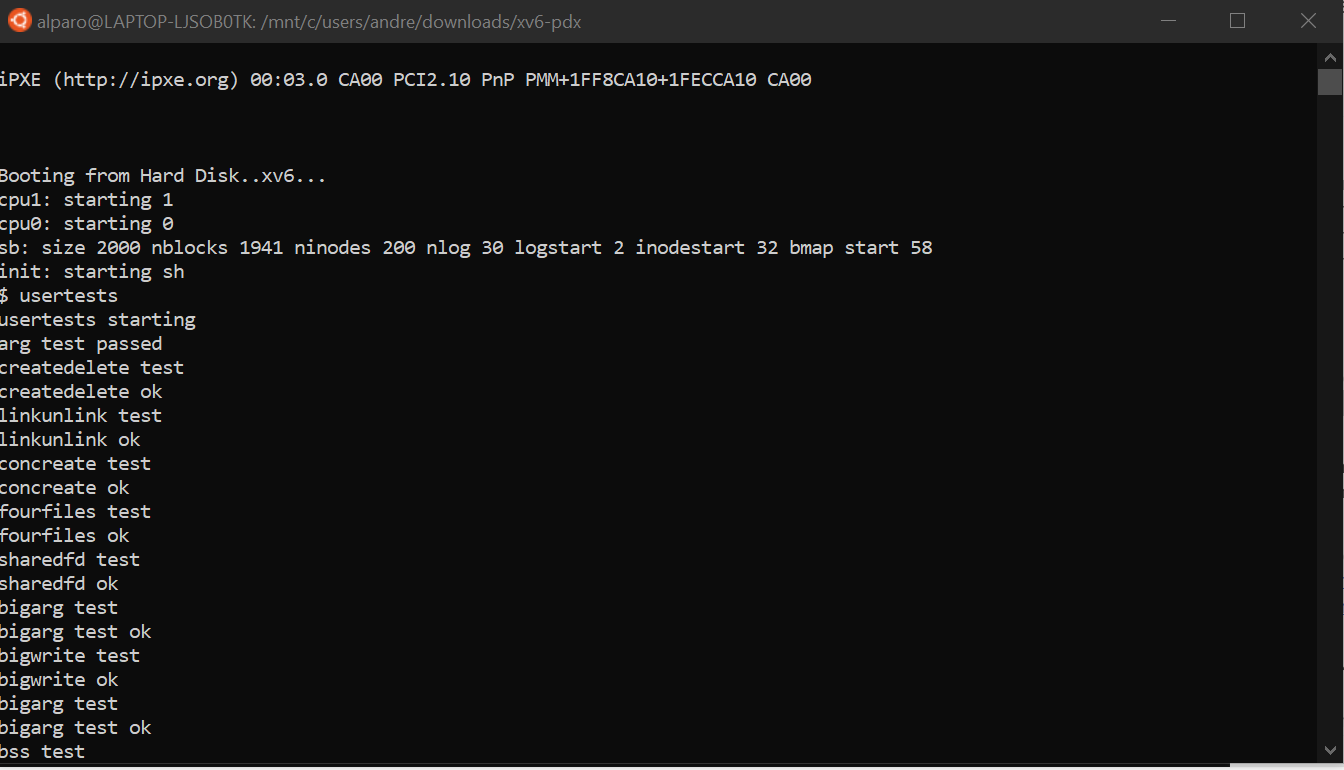 alparo@LAPTOP-LJSOB0TK: /mnt/c/users/andre/downloads/xv6-pdx
iPXE (http://ipxe.org) 00:03.0 CA00 PCI2.10 PnP PMM+1FF8CA10+1FECCA10 CA00
Booting from Hard Disk..xv6...
cpu1: starting 1
cpu0: starting 0
sb: size 2000 nblocks 1941 ninodes 200 nlog 30 logstart 2 inodestart 32 bmap start 58
init: starting sh
$ usertests
usertests starting
arg test passed
createdelete test
createdelete ok
linkunlink test
linkunlink ok
concreate test
concreate ok
fourfiles test
fourfiles ok
sharedfd test
sharedfd ok
bigarg test
bigarg test ok
bigwrite test
bigwrite ok
bigarg test
bigarg test ok
bss test